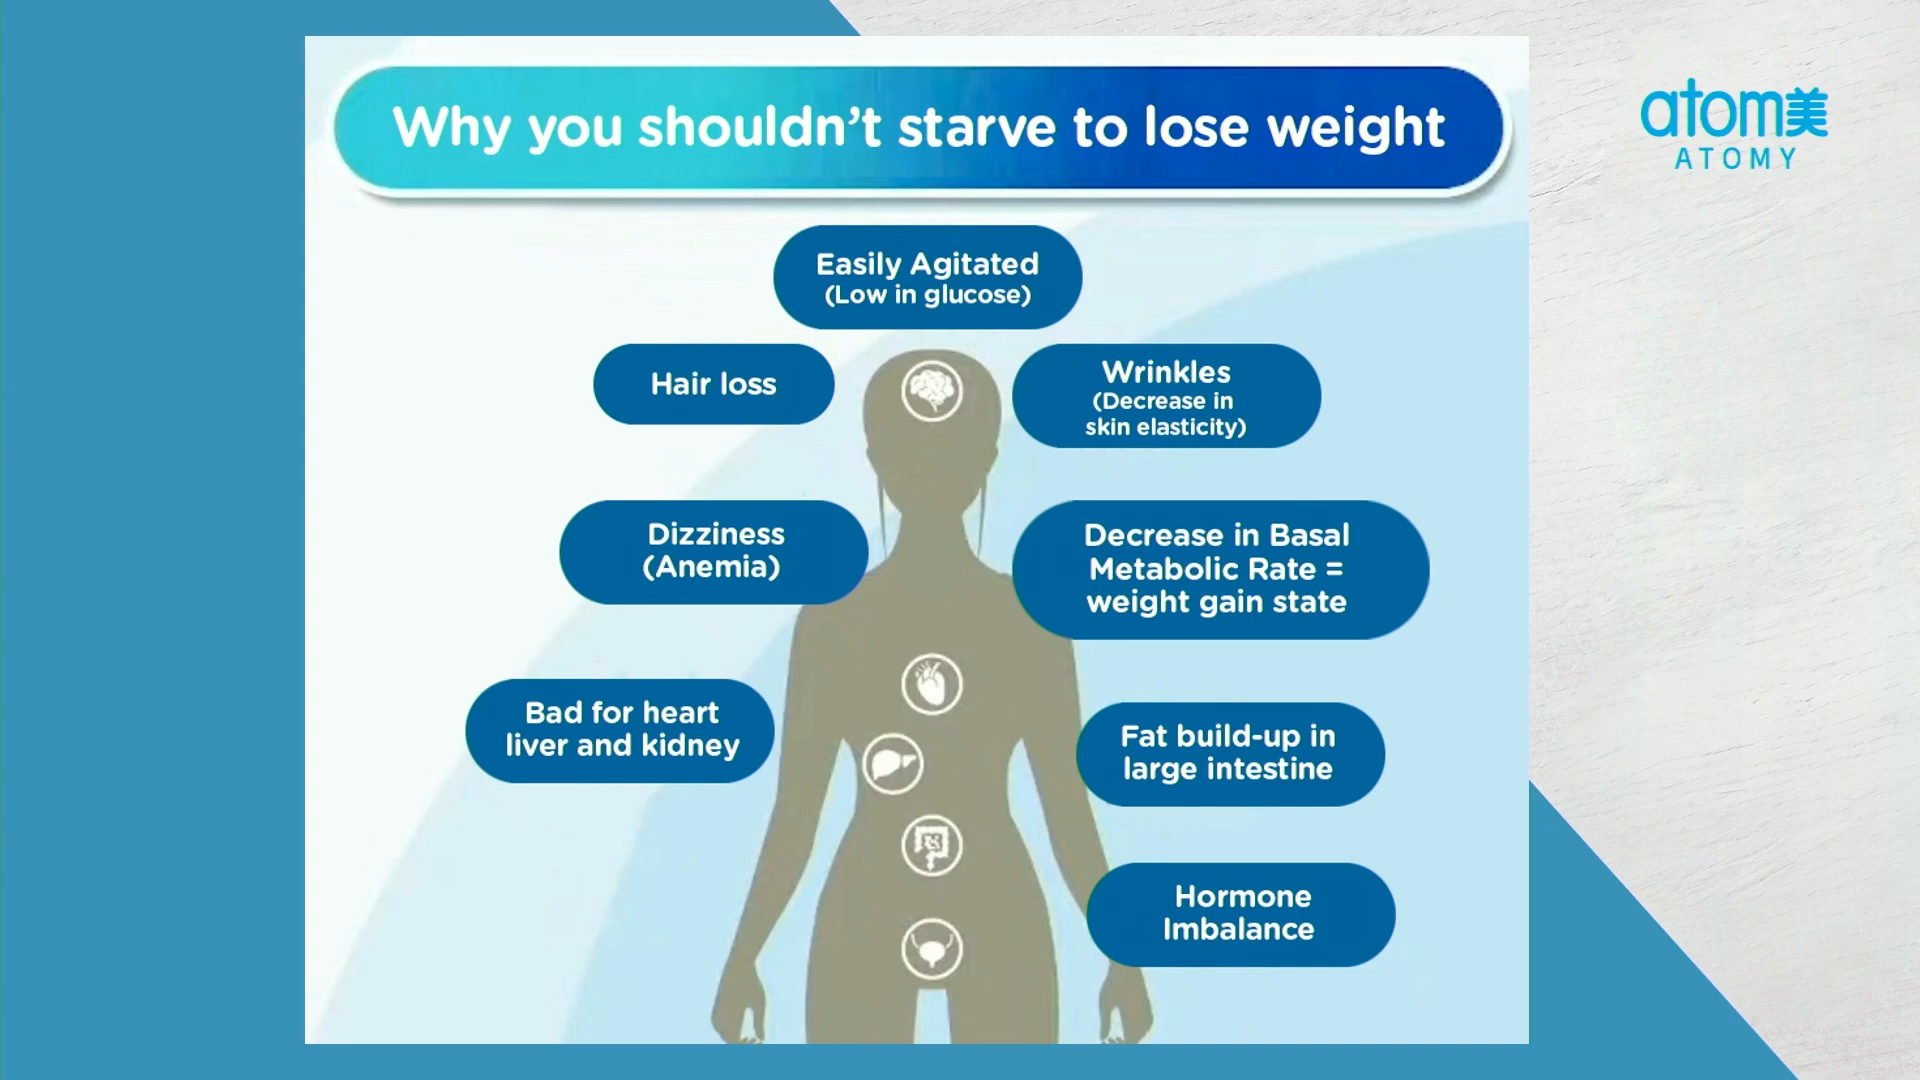 Why you shouldn't starve to lose weight
atom美
ATOMY
Easily Agitated
(Low in glucose)
Hair loss
Wrinkles
(Decrease in
skin elasticity)
Dizziness
(Anemia)
Decrease in Basal
Metabolic Rate =
weight gain state
Bad for heart
liver and kidney
Fat build-up in
large intestine
Hormone
Imbalance